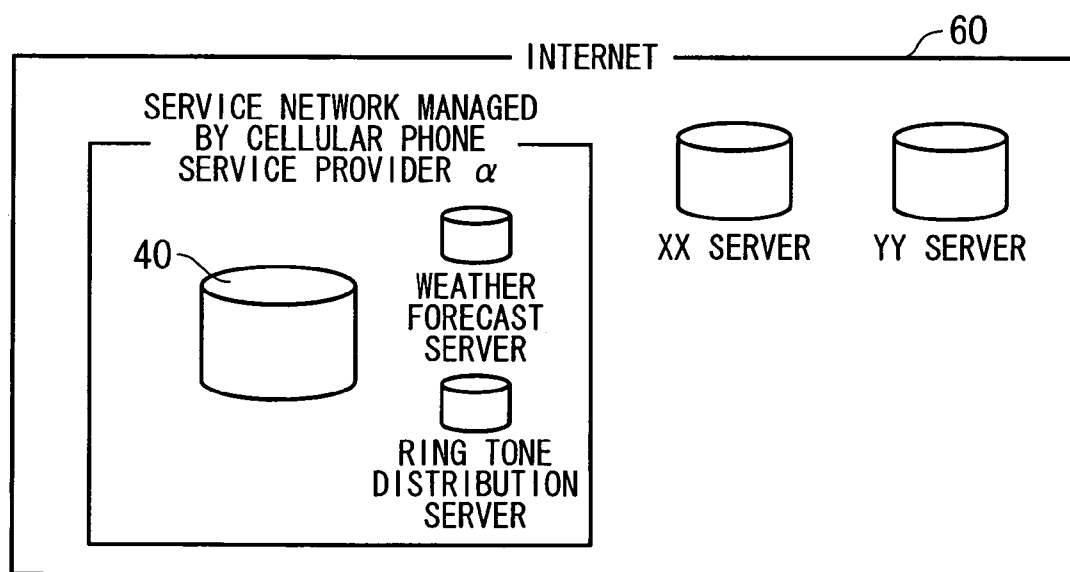 60
INTERNET
SERVICE NETWORK MANAGED
BY CELLULAR PHONE
SERVICE PROVIDER α
40
WEATHER
FORECAST
SERVER
RING TONE
DISTRIBUTION
SERVER
XX SERVER
YY SERVER